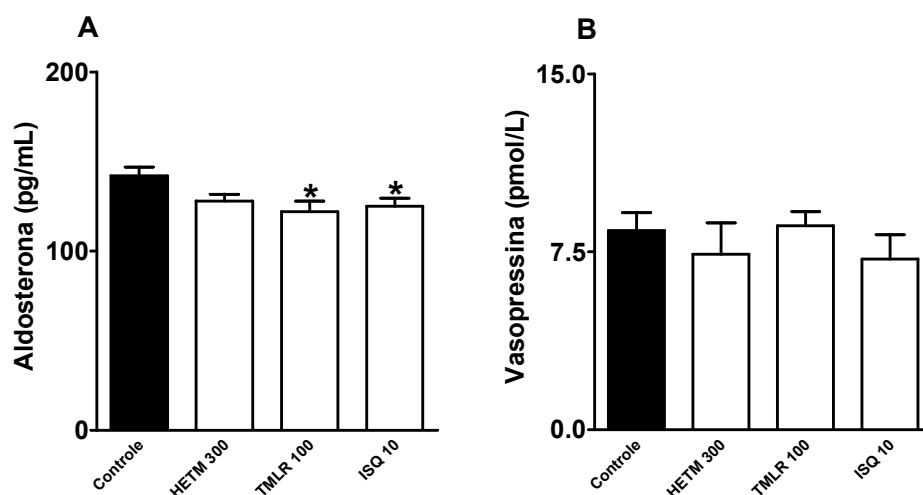 A
Aldosterona (pg/mL)
200
100
0
*
*
Controle
HETM 300
TMLR 100
ISQ 10
B
Vasopressina (pmol/L)
15.0
7.5
0.0
Controle
HETM 300
TMLR 100
ISQ 10